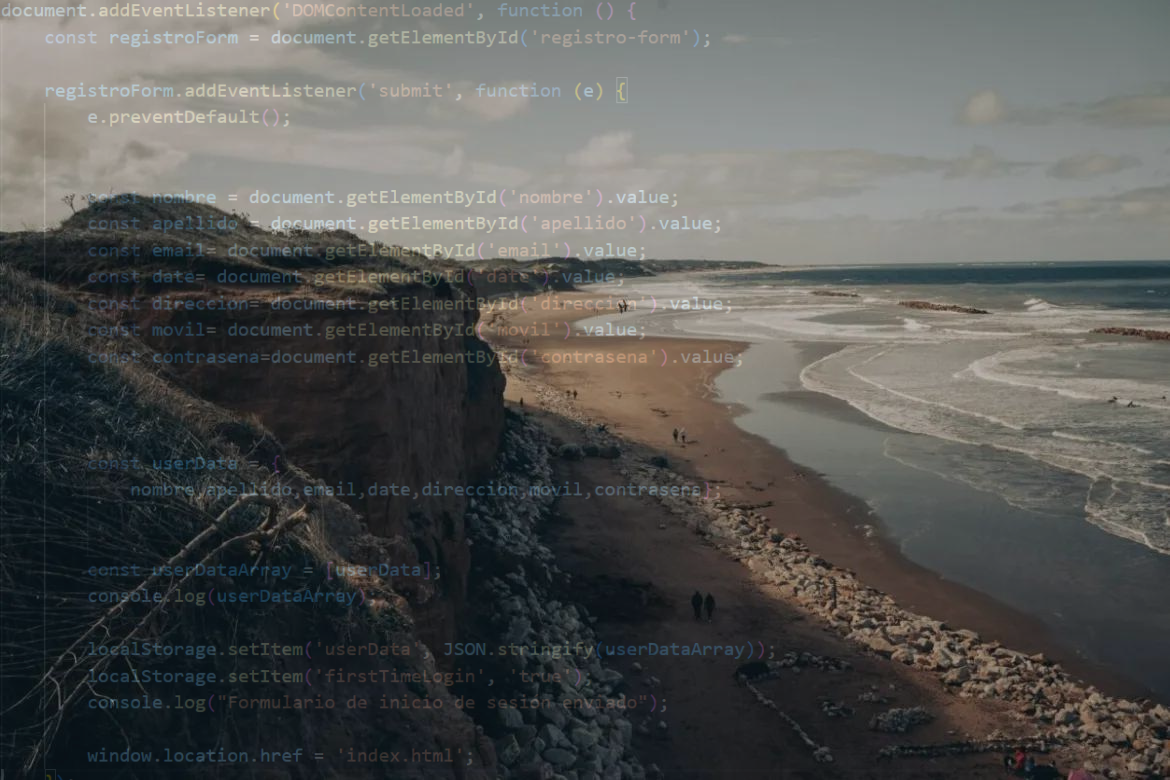 document.addEventListener('DOMContentLoaded', function () {
const registroForm = document.getElementById('registro-form');
registroForm.addEventListener('submit', function (e) {
e.preventDefault();
const nombre = document.getElementById('nombre').value;
const apellido = document.getElementById('apellido').value;
const email= document.getElementById('email').value;
const date= document.getElementById('date').value;
const direccion= document.getElementById('direccion').value;
const movil= document.getElementById('movil').value;
const contrasena=document.getElementById('contrasena').value;
const userData = {
nombre,apellido,email,date,direccion,movil,contrasers};
const userDataArray = [userData];
console.log(userDataArray)
localStorage.setItem('userData', JSON.stringify(userDataArray));
localStorage.setItem('firstTimeLogin', 'true')
console.log("Formulario de inicio de sesión enviado");
window.location.href = 'index.html';
})